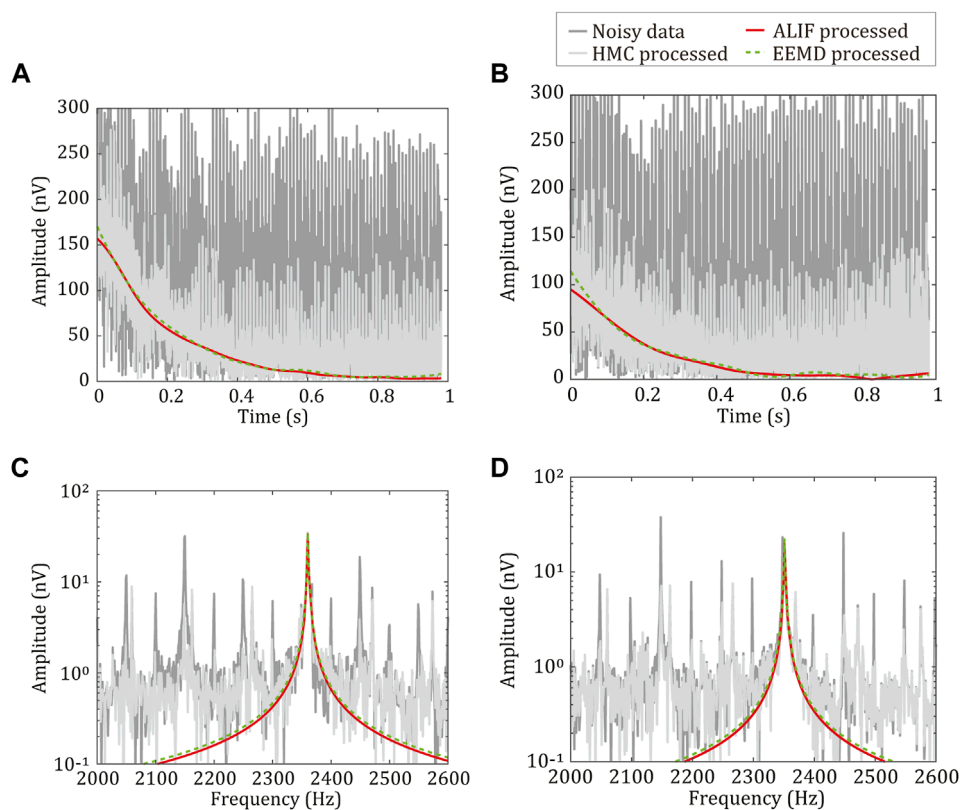 Noisy data ALIF processed
HMC processed EEMD processed
A
300
250
200
150
100
50
0
Amplitude (nV)
0 0.2 0.4 0.6 0.8 1
Time (s)
B
300
250
200
150
100
50
0
Amplitude (nV)
0 0.2 0.4 0.6 0.8 1
Time (s)
C
10²
10¹
10⁰
10⁻¹
Amplitude (nV)
2000 2100 2200 2300 2400 2500 2600
Frequency (Hz)
D
10²
10¹
10⁰
10⁻¹
Amplitude (nV)
2000 2100 2200 2300 2400 2500 2600
Frequency (Hz)